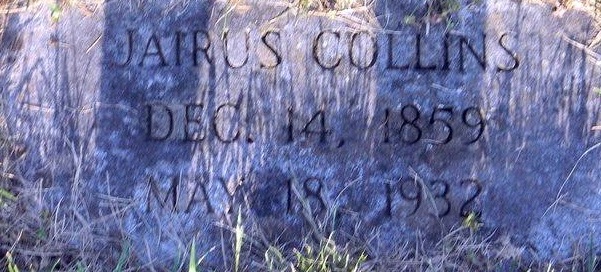 JAIRUS COLLINS
DEC. 14, 1859
MAY 18, 1932